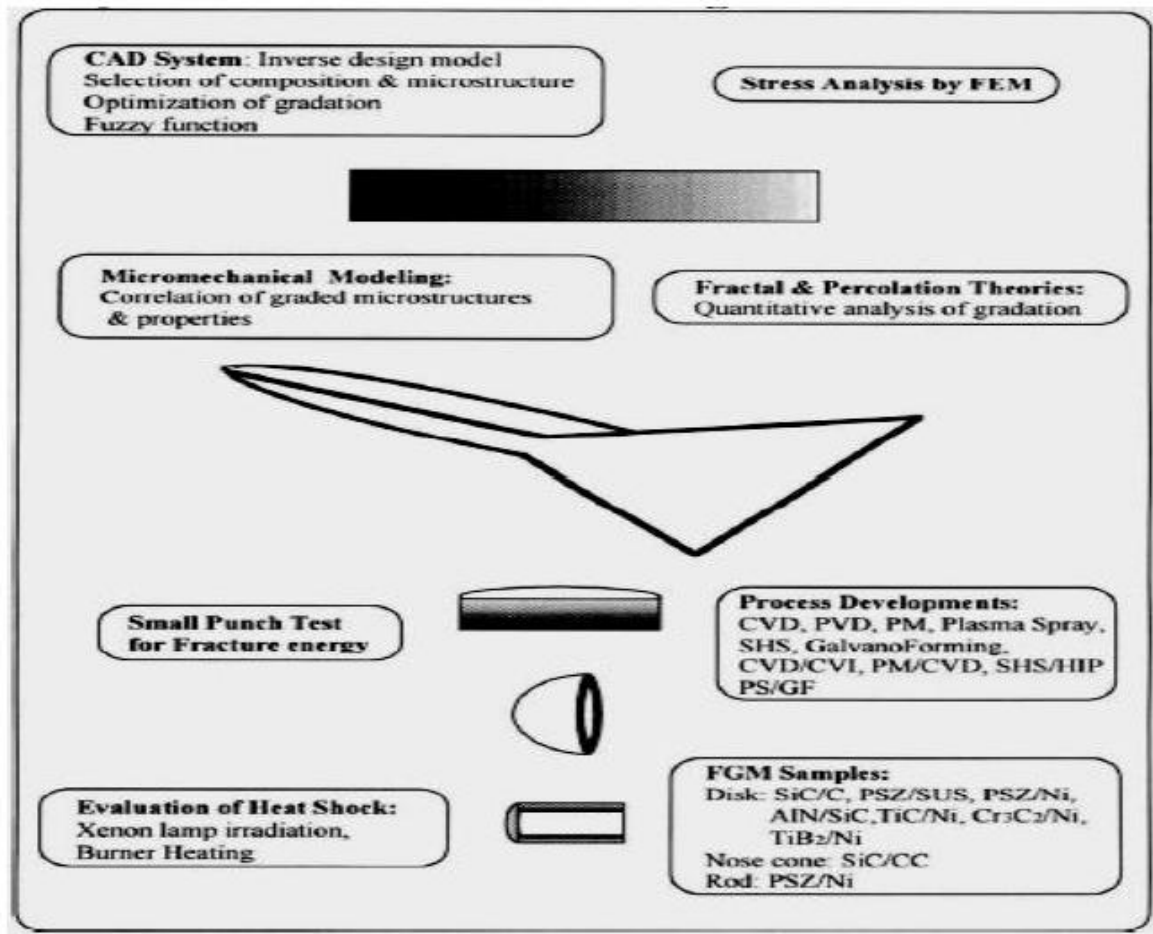 CAD System: Inverse design model
Selection of composition & microstructure
Optimization of gradation
Fuzzy function
Stress Analysis by FEM
Micromechanical Modeling:
Correlation of graded microstructures
& properties
Fractal & Percolation Theories:
Quantitative analysis of gradation
Small Punch Test
for Fracture energy
Process Developments:
CVD, PVD, PM, Plasma Spray,
SHS, GalvanoForming,
CVD/CVI, PM/CVD, SHS/HIP
PS/GF
Evaluation of Heat Shock:
Xenon lamp irradiation,
Burner Heating
FGM Samples:
Disk: SiC/C, PSZ/SUS, PSZ/Ni,
AlN/SiC,TiC/Ni, Cr3C2/Ni,
TiB2/Ni
Nose cone: SiC/CC
Rod: PSZ/Ni